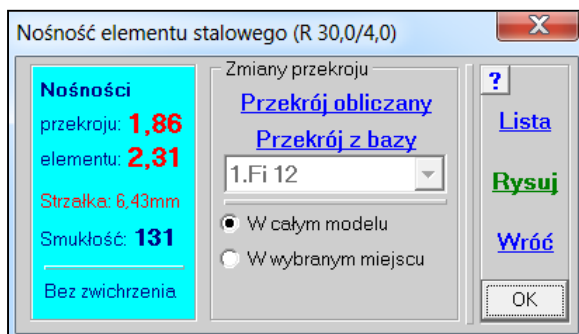 Nośność elementu stalowego (R 30,0/4,0)
X
Nośności
przekroju: 1,86
elementu: 2,31
Strzałka: 6,43mm
Smukłość: 131
Bez zwichrzenia
Zmiany przekroju
Przekrój obliczany
Przekrój z bazy
1.Fi 12
W całym modelu
W wybranym miejscu
?
Lista
Rysuj
Wróć
OK